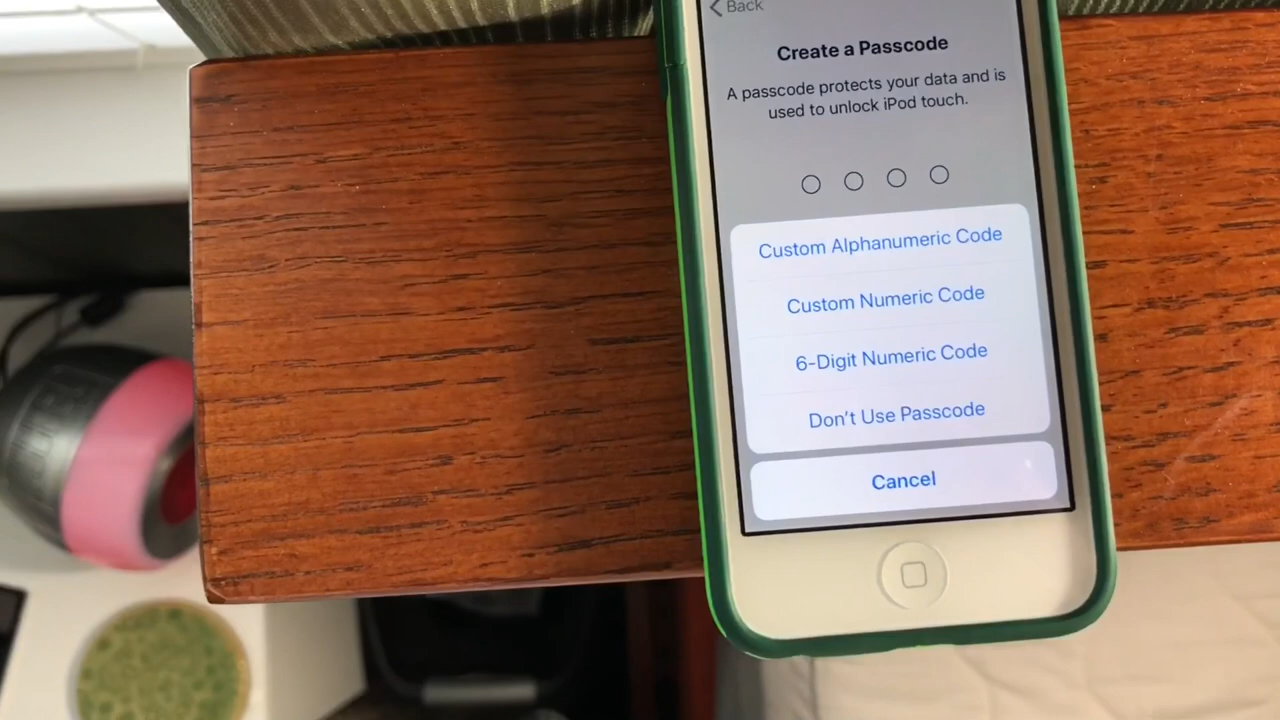 Back
Create a Passcode
A passcode protects your data and is
used to unlock iPod touch.
Custom Alphanumeric Code
Custom Numeric Code
6-Digit Numeric Code
Don't Use Passcode
Cancel